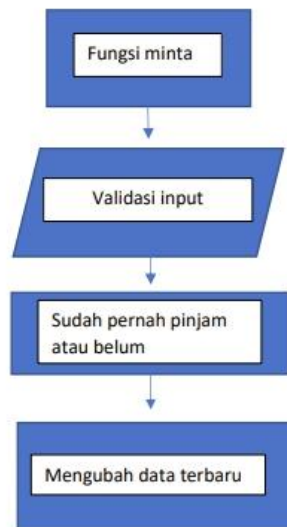 Fungsi minta
Validasi input
Sudah pernah pinjam
atau belum
Mengubah data terbaru